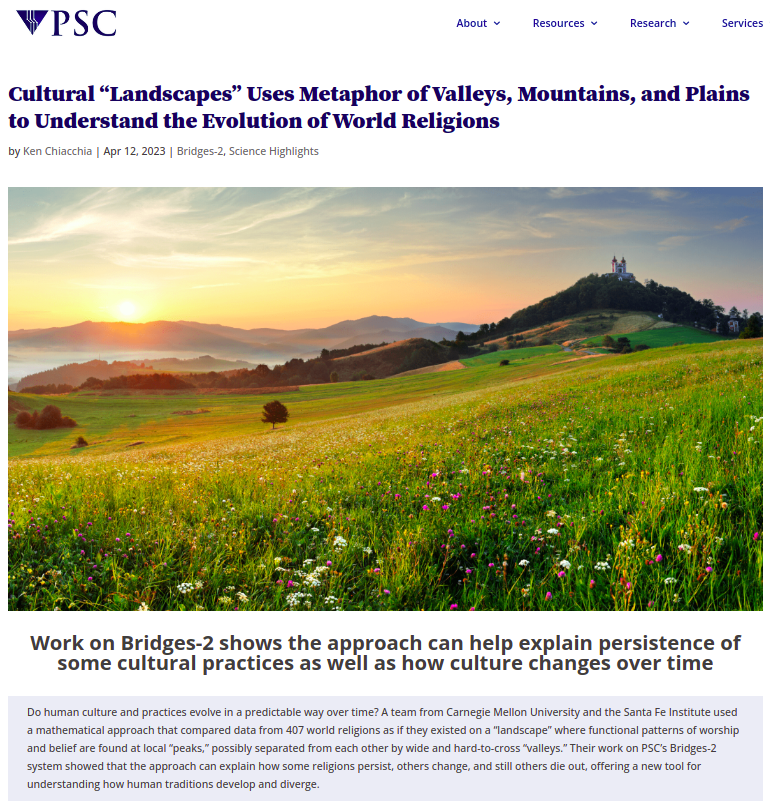 PSC
About
Resources
Research
Services
Cultural “Landscapes” Uses Metaphor of Valleys, Mountains, and Plains
to Understand the Evolution of World Religions
by Ken Chiacchia | Apr 12, 2023 | Bridges-2, Science Highlights
Work on Bridges-2 shows the approach can help explain persistence of
some cultural practices as well as how culture changes over time
Do human culture and practices evolve in a predictable way over time? A team from Carnegie Mellon University and the Santa Fe Institute used
a mathematical approach that compared data from 407 world religions as if they existed on a “landscape” where functional patterns of worship
and belief are found at local “peaks,” possibly separated from each other by wide and hard-to-cross “valleys.” Their work on PSC’s Bridges-2
system showed that the approach can explain how some religions persist, others change, and still others die out, offering a new tool for
understanding how human traditions develop and diverge.